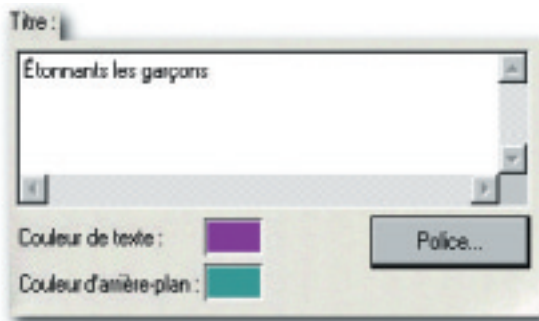 Titre :
Étonnants les garçons
Couleur de texte :
Police...
Couleur d'arrière-plan :